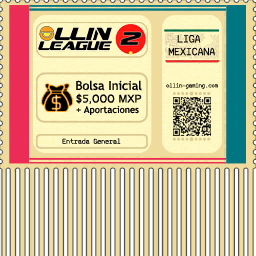 OLLIN
LEAGUE 2
Bolsa Inicial
$5,000 MXP
+ Aportaciones
Entrada General
LIGA
MEXICANA
ollin-gaming.com